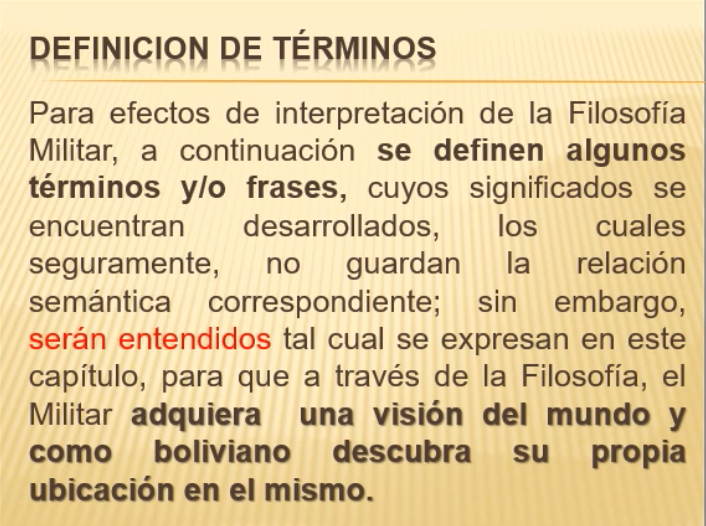 DEFINICION DE TÉRMINOS
Para efectos de interpretación de la Filosofía
Militar, a continuación se definen algunos
términos y/o frases, cuyos significados se
encuentran desarrollados, los cuales
seguramente, no guardan la relación
semántica correspondiente; sin embargo,
serán entendidos tal cual se expresan en este
capítulo, para que a través de la Filosofía, el
Militar adquiera una visión del mundo y
como boliviano descubra su propia
ubicación en el mismo.